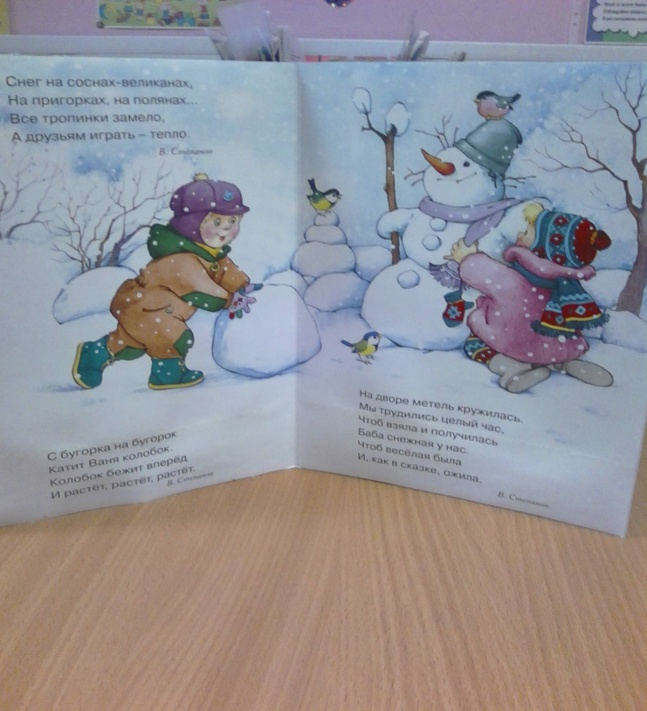 Снег на соснах-великанах,
На пригорках, на полянах...
Все тропинки замело,
А друзьям играть – тепло.
В. Степанов
С бугорка на бугорок
Катит Ваня колобок.
Колобок бежит вперёд
И растёт, растёт, растёт.
В. Степанов
На дворе метель кружилась.
Мы трудились целый час,
Чтоб взяла и получилась
Баба снежная у нас.
Чтоб весёлая была
И, как в сказке, ожила.
В. Степанов